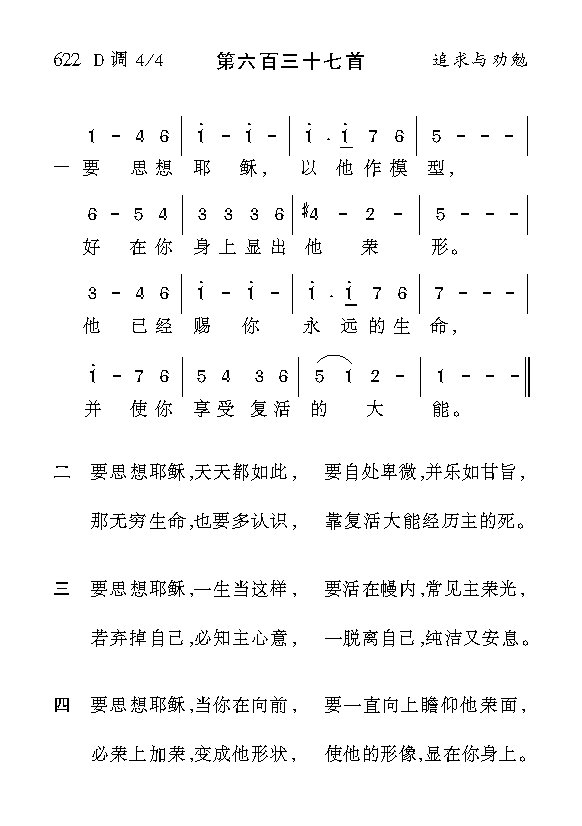 622 D 调 4/4 第六百三十七首 追求与劝勉
1 - 4 6 | i - i - | i . i 7 6 | 5 - - - |
一 要 思想 耶 稣， 以 他作模 型，
6 - 5 4 | 3 3 3 6 | #4 - 2 - | 5 - - - |
好 在你 身上显出 他 荣 形。
3 - 4 6 | i - i - | i . i 7 6 | 7 - - - |
他 已经 赐 你 永 远的生 命，
i - 7 6 | 5 4 3 6 | 5 1 2 - | 1 - - - ‖
并 使你 享受 复活 的 大 能。
二 要思想耶稣,天天都如此， 要自处卑微,并乐如甘旨，
那无穷生命,也要多认识， 靠复活大能经历主的死。
三 要思想耶稣,一生当这样， 要活在幔内,常见主荣光，
若弃掉自己,必知主心意， 一脱离自己,纯洁又安息。
四 要思想耶稣,当你在向前， 要一直向上瞻仰他荣面，
必荣上加荣,变成他形状， 使他的形像,显在你身上。